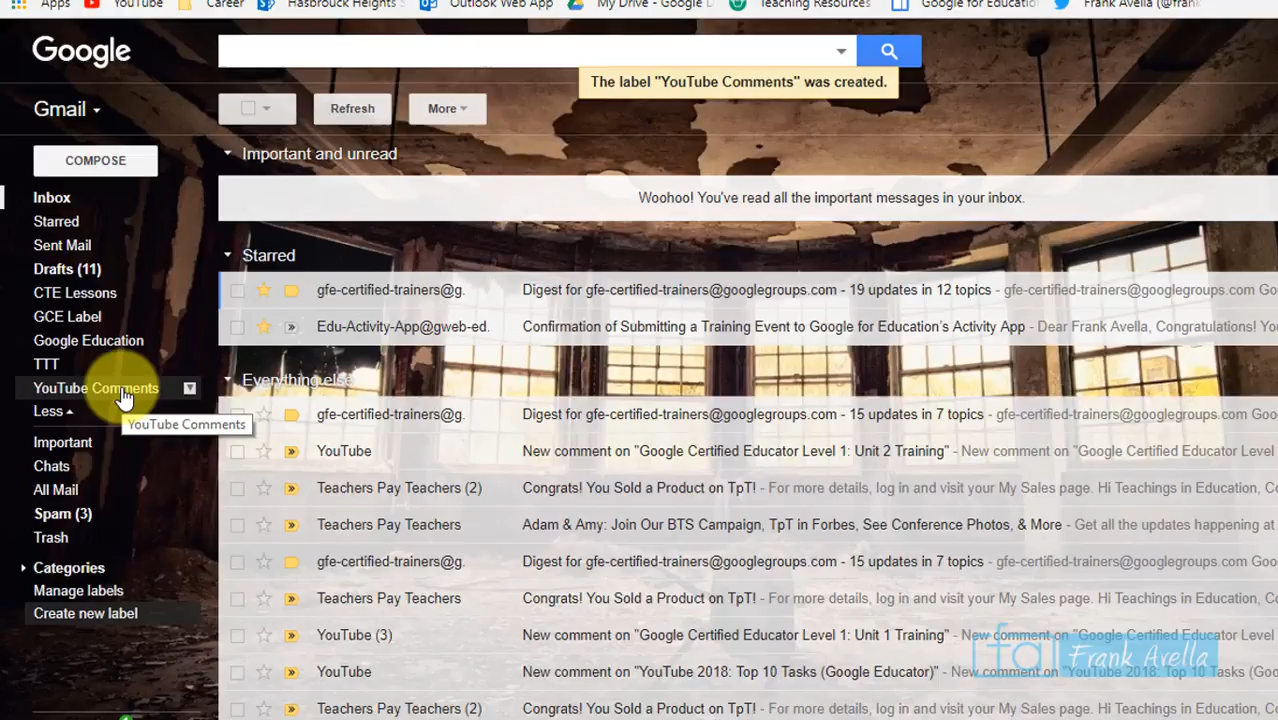 Apps YouTube Career Hasbrouck Heights S Outlook Web App My Drive - Google D Teaching Resources Google for Educatio Frank Avella (@frank
Google
The label "YouTube Comments" was created.
Gmail
Refresh
More
COMPOSE
Important and unread
Woohoo! You've read all the important messages in your inbox.
Inbox
Starred
Sent Mail
Drafts (11)
CTE Lessons
GCE Label
Google Education
TTT
YouTube Comments
YouTube Comments
Less
Important
Chats
All Mail
Spam (3)
Trash
Categories
Manage labels
Create new label
Starred
gfe-certified-trainers@g. Digest for gfe-certified-trainers@googlegroups.com - 19 updates in 12 topics - gfe-certified-trainers@googlegroups.com Goo
Edu-Activity-App@gweb-ed. Confirmation of Submitting a Training Event to Google for Education's Activity App - Dear Frank Avella, Congratulations! Yo
Everything else
gfe-certified-trainers@g. Digest for gfe-certified-trainers@googlegroups.com - 15 updates in 7 topics - gfe-certified-trainers@googlegroups.com Goog
YouTube New comment on "Google Certified Educator Level 1: Unit 2 Training" - New comment on "Google Certified Educator Level
Teachers Pay Teachers (2) Congrats! You Sold a Product on TpT! - For more details, log in and visit your My Sales page. Hi Teachings in Education, Co
Teachers Pay Teachers Adam & Amy: Join Our BTS Campaign, TpT in Forbes, See Conference Photos, & More - Get all the updates happening at
gfe-certified-trainers@g. Digest for gfe-certified-trainers@googlegroups.com - 15 updates in 7 topics - gfe-certified-trainers@googlegroups.com Goog
Teachers Pay Teachers Congrats! You Sold a Product on TpT! - For more details, log in and visit your My Sales page. Hi Teachings in Education, Co
YouTube (3) New comment on "Google Certified Educator Level 1: Unit 1 Training" - New comment on "Google Certified Educator Level
YouTube New comment on "YouTube 2018: Top 10 Tasks (Google Educator)" - New comment on "YouTube 2018: Top 10 Tasks (Goo
Teachers Pay Teachers (2) Congrats! You Sold a Product on TpT! - For more details, log in and visit your My Sales page. Hi Teachings in Education, Co
fa Frank Avella